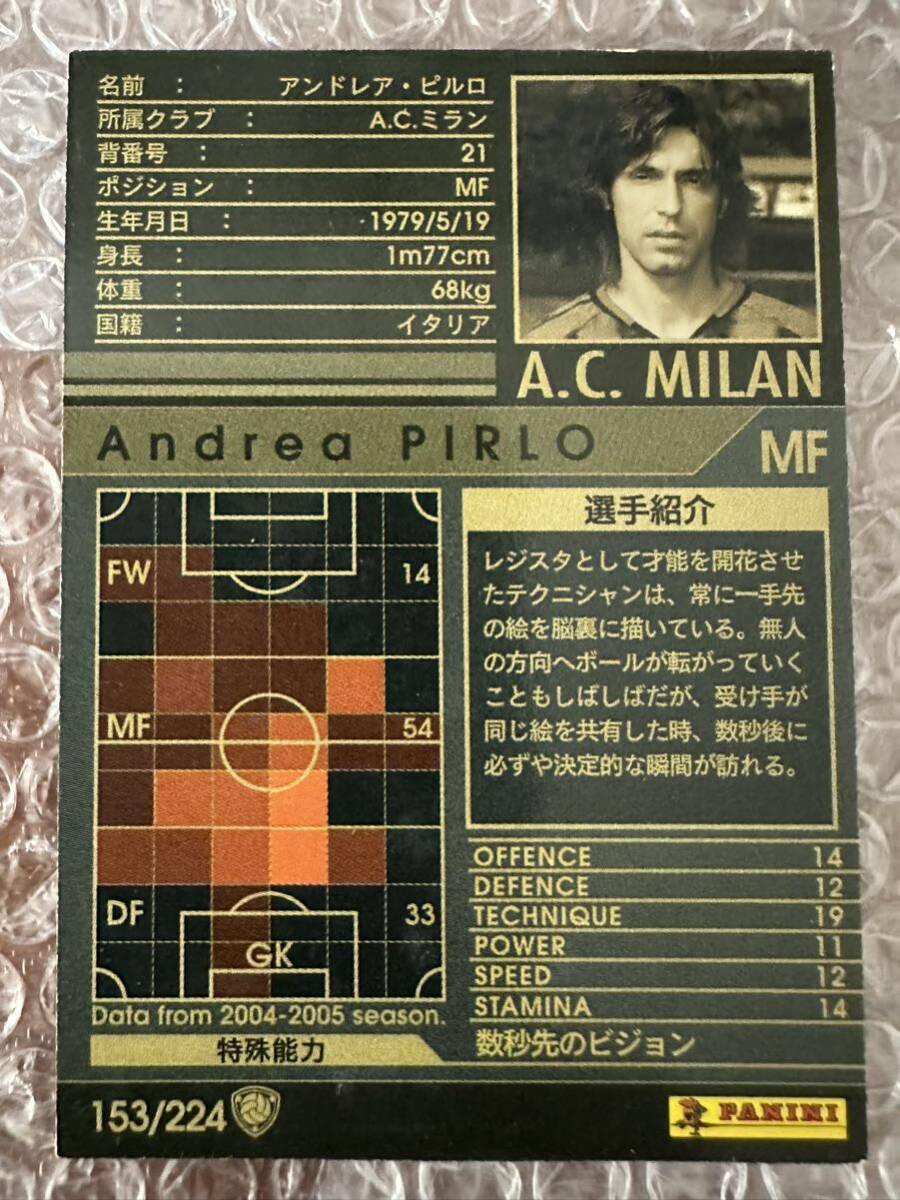 名前 : アンドレア・ピルロ
所属クラブ : A.C.ミラン
背番号 : 21
ポジション : MF
生年月日 : 1979/5/19
身長 : 1m77cm
体重 : 68kg
国籍 : イタリア
A.C. MILAN
Andrea PIRLO
MF
FW 14
MF 54
DF 33
GK
Data from 2004-2005 season.
選手紹介
レジスタとして才能を開花させ
たテクニシャンは、常に一手先
の絵を脳裏に描いている。無人
の方向へボールが転がっていく
こともしばしばだが、受け手が
同じ絵を共有した時、数秒後に
必ずや決定的な瞬間が訪れる。
OFFENCE 14
DEFENCE 12
TECHNIQUE 19
POWER 11
SPEED 12
STAMINA 14
特殊能力 数秒先のビジョン
153/224
PANINI